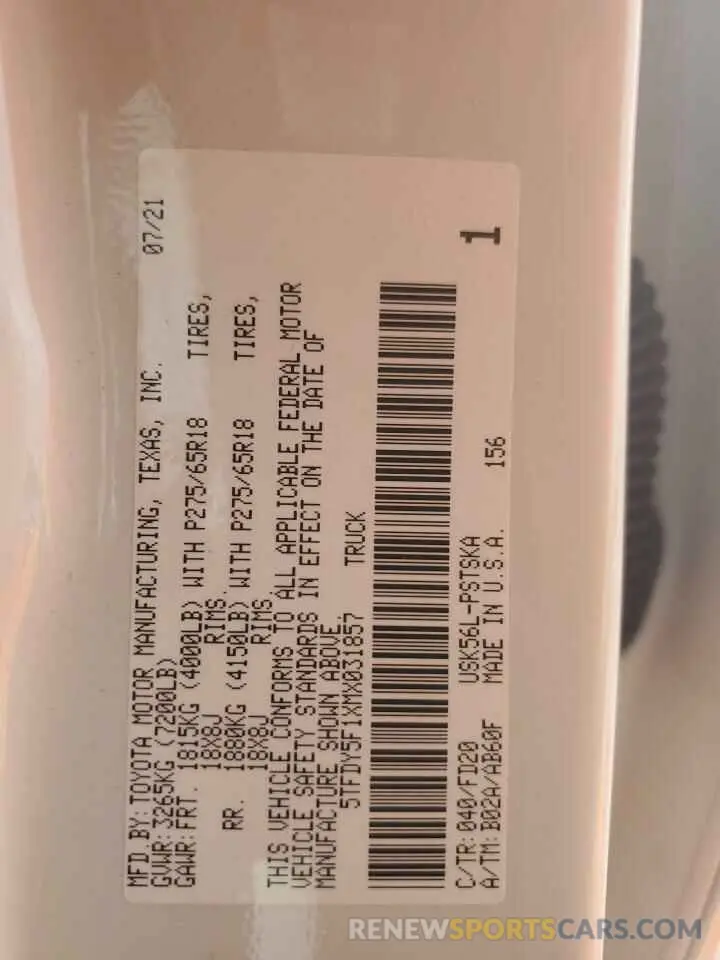 MFD.BY:TOYOTA MOTOR MANUFACTURING, TEXAS, INC. 07/21
GVWR:3265KG (7200LB)
GAWR:FRT. 1815KG (4000LB) WITH P275/65R18 TIRES,
18X8J RIMS.
RR. 1880KG (4150LB) WITH P275/65R18 TIRES,
18X8J RIMS.
THIS VEHICLE CONFORMS TO ALL APPLICABLE FEDERAL MOTOR
VEHICLE SAFETY STANDARDS IN EFFECT ON THE DATE OF
MANUFACTURE SHOWN ABOVE.
5TFDY5F1XMX031857 TRUCK
1
C/TR:040/FD20 USK56L-PSTSKA
A/TM:B02A/AB60F MADE IN U.S.A. 156
RENEWSPORTSCARS.COM